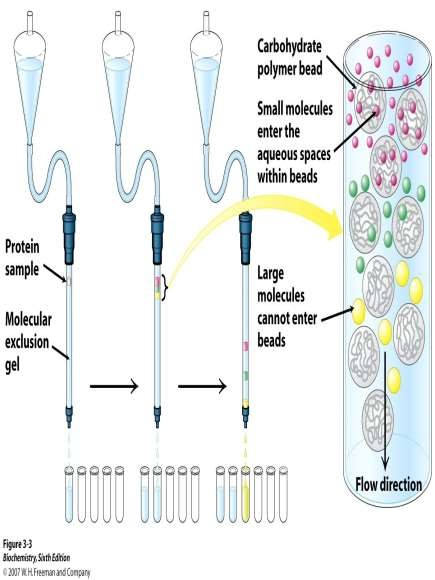 Carbohydrate
polymer bead
Small molecules
enter the
aqueous spaces
within beads
Protein
sample
Molecular
exclusion
gel
Large
molecules
cannot enter
beads
Flow direction
Figure 3-3
Biochemistry, Sixth Edition
© 2007 W. H. Freeman and Company